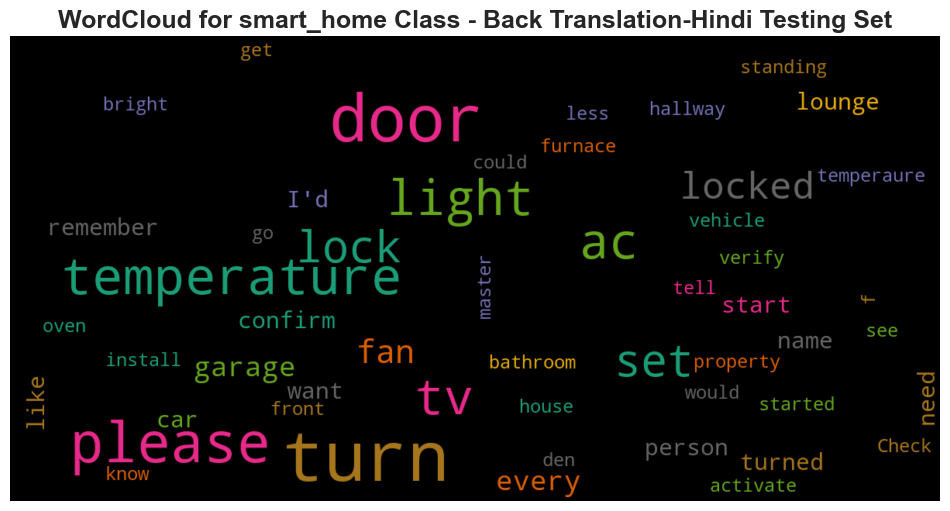 WordCloud for smart_home Class - Back Translation-Hindi Testing Set
get
standing
bright
door
less
hallway
lounge
furnace
could
temperaure
light
locked
I'd
vehicle
remember
go
lock
ac
verify
temperature
master
tell
start
f
oven
confirm
see
name
fan
install
garage
bathroom
set
property
want
tv
would
like
front
house
started
need
car
please
turn
person
Check
den
turned
know
every
activate